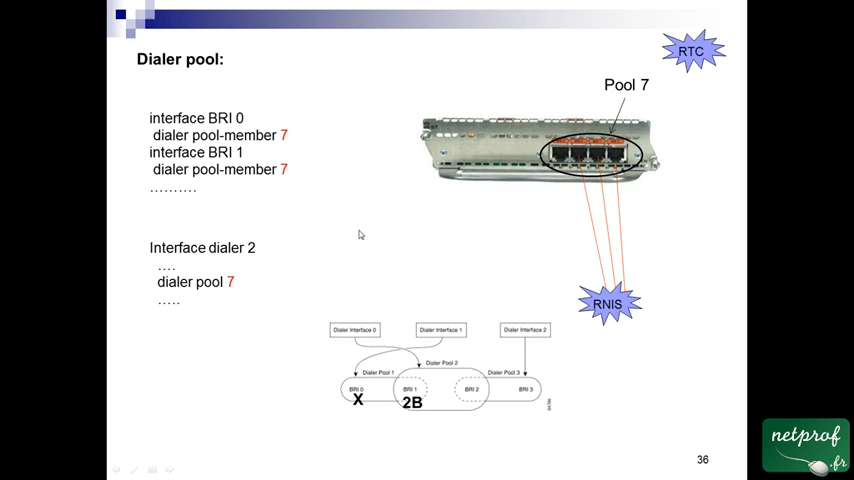 Dialer pool:
RTC
Pool 7
interface BRI 0
dialer pool-member 7
interface BRI 1
dialer pool-member 7
..........
Interface dialer 2
....
dialer pool 7
.....
RNIS
Dialer Interface 0
Dialer Interface 1
Dialer Interface 2
Dialer Pool 2
Dialer Pool 1
Dialer Pool 3
BRI 0
BRI 1
BRI 2
BRI 3
X
2B
36
netprof
.fr